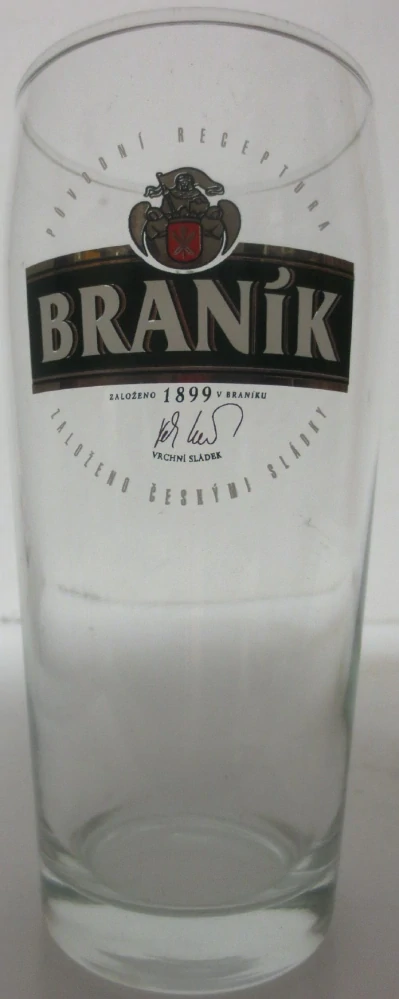 PŮVODNÍ RECEPTURA
BRANÍK
ZALOŽENO 1899 V BRANÍKU
VRCHNÍ SLÁDEK
ZALOŽENO ČESKÝMI SLÁDKY